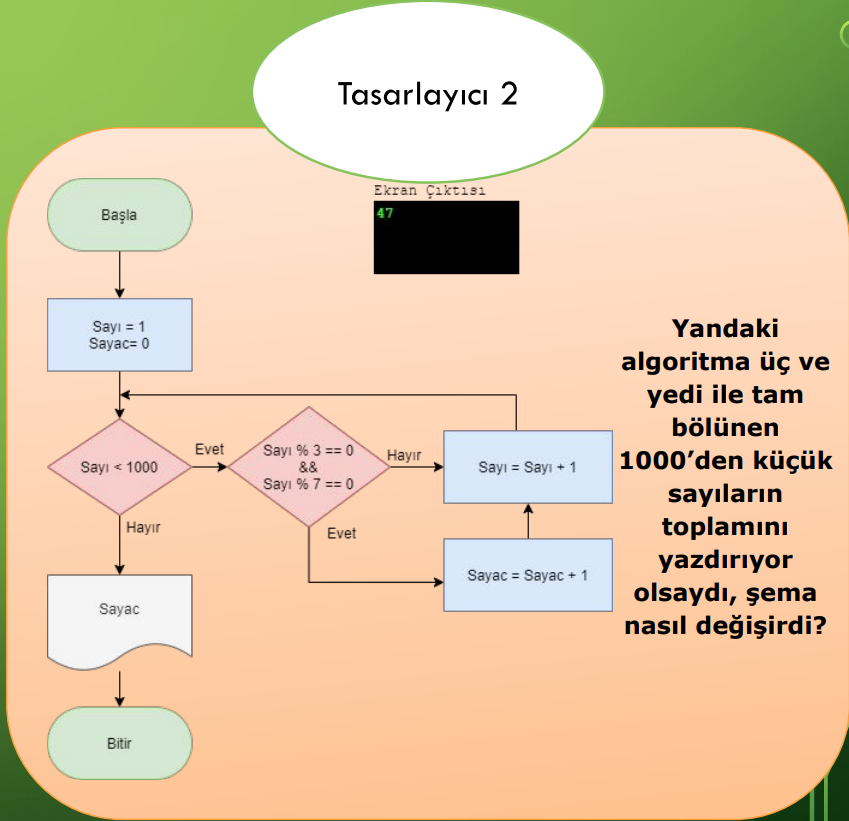 Tasarlayıcı 2
Ekran Çıktısı
47
Başla
Sayı = 1
Sayac= 0
Sayı < 1000
Evet
Sayı % 3 == 0
&&
Sayı % 7 == 0
Hayır
Sayı = Sayı + 1
Hayır
Evet
Sayac = Sayac + 1
Sayac
Bitir
Yandaki
algoritma üç ve
yedi ile tam
bölünen
1000’den küçük
sayıların
toplamını
yazdırıyor
olsaydı, şema
nasıl değişirdi?